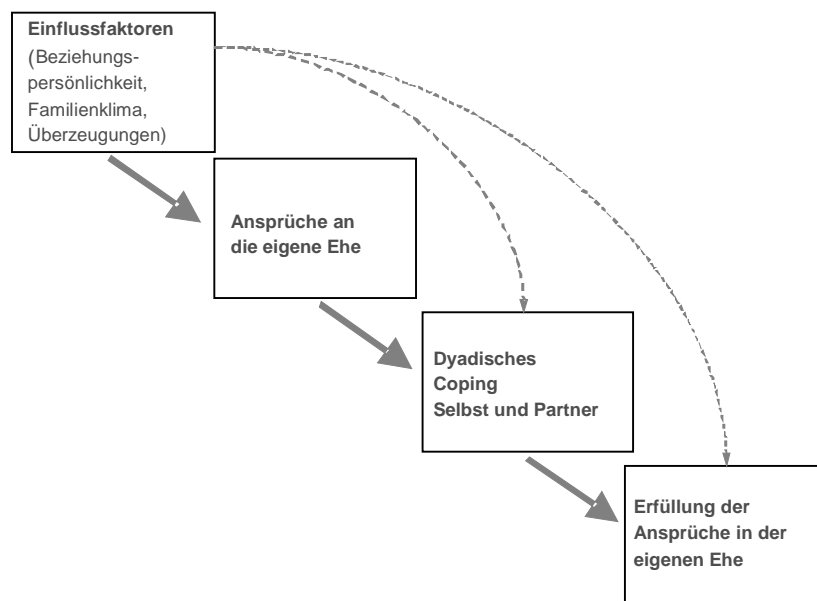 Einflussfaktoren
(Beziehungs-
persönlichkeit,
Familienklima,
Überzeugungen)
Ansprüche an
die eigene Ehe
Dyadisches
Coping
Selbst und Partner
Erfüllung der
Ansprüche in der
eigenen Ehe